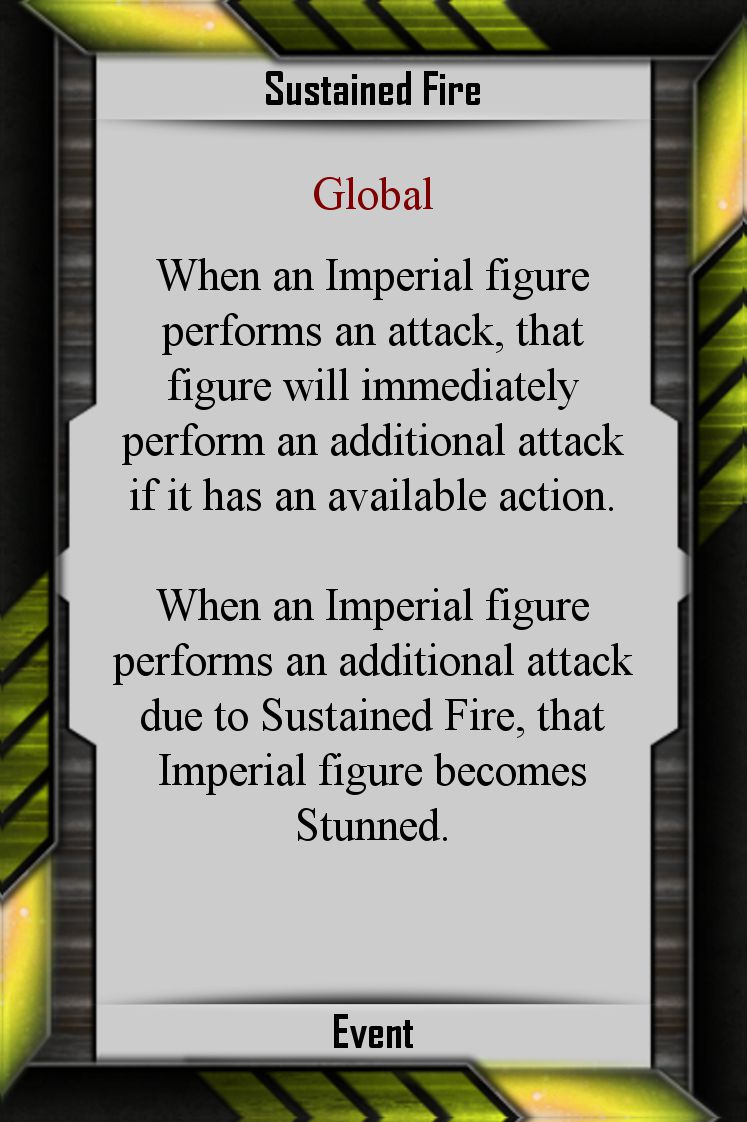 Sustained Fire
Global
When an Imperial figure
performs an attack, that
figure will immediately
perform an additional attack
if it has an available action.
When an Imperial figure
performs an additional attack
due to Sustained Fire, that
Imperial figure becomes
Stunned.
Event